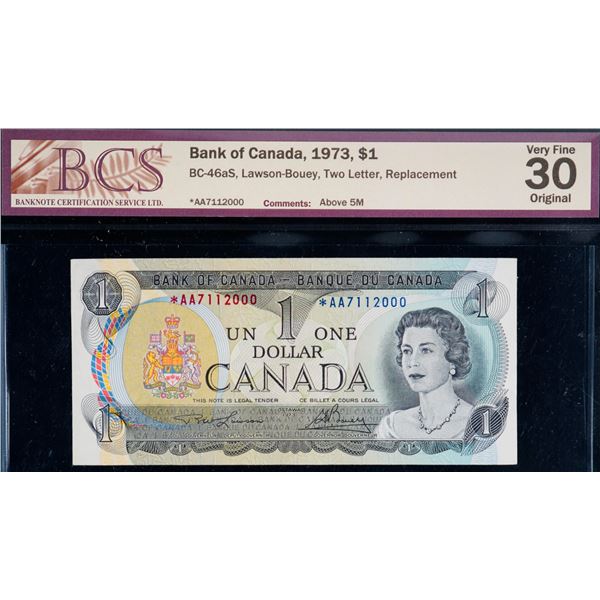 BCS
BANKNOTE CERTIFICATION SERVICE LTD.
Bank of Canada, 1973, $1
BC-46aS, Lawson-Bouey, Two Letter, Replacement
*AA7112000 Comments: Above 5M
Very Fine
30
Original
1
BANK OF CANADA – BANQUE DU CANADA
*AA7112000 *AA7112000
UN 1 ONE
DOLLAR
CANADA
THIS NOTE IS LEGAL TENDER CE BILLET A COURS LÉGAL
OTTAWA
1
1